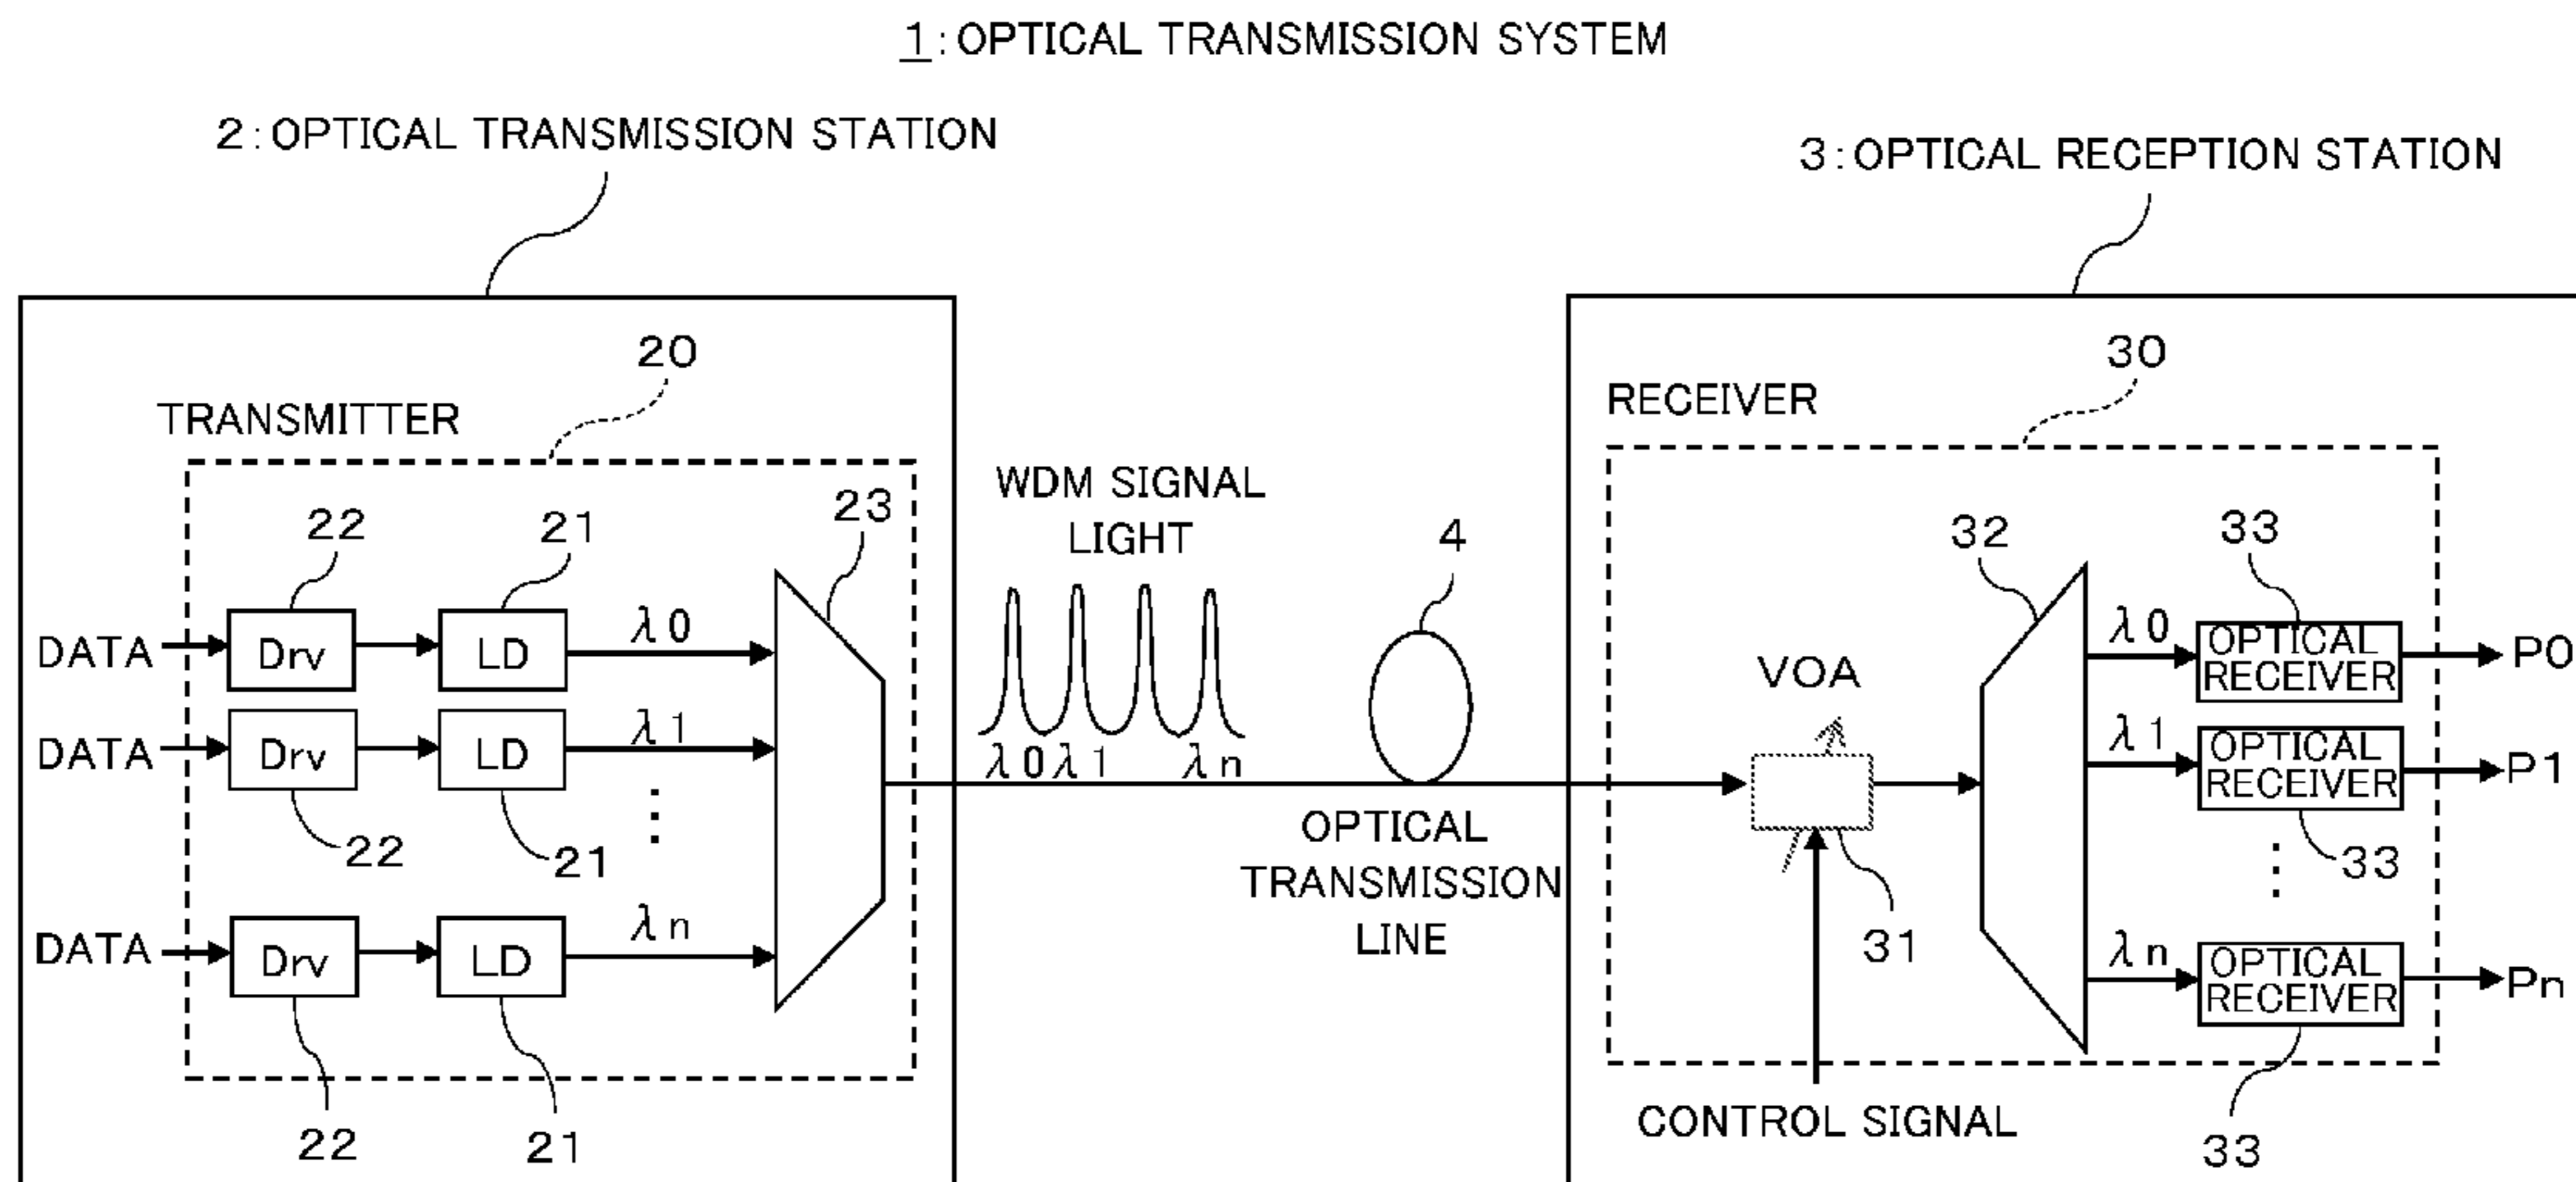 1:OPTICAL TRANSMISSION SYSTEM
2:OPTICAL TRANSMISSION STATION
3:OPTICAL RECEPTION STATION
20
TRANSMITTER
22
21
23
DATA
Drv
LD
λ0
DATA
Drv
LD
λ1
22
21
DATA
Drv
LD
λn
22
21
WDM SIGNAL
LIGHT
λ0 λ1 λn
4
OPTICAL
TRANSMISSION
LINE
30
RECEIVER
VOA
31
CONTROL SIGNAL
32
33
λ0
OPTICAL
RECEIVER
P0
λ1
OPTICAL
RECEIVER
P1
33
λn
OPTICAL
RECEIVER
Pn
33